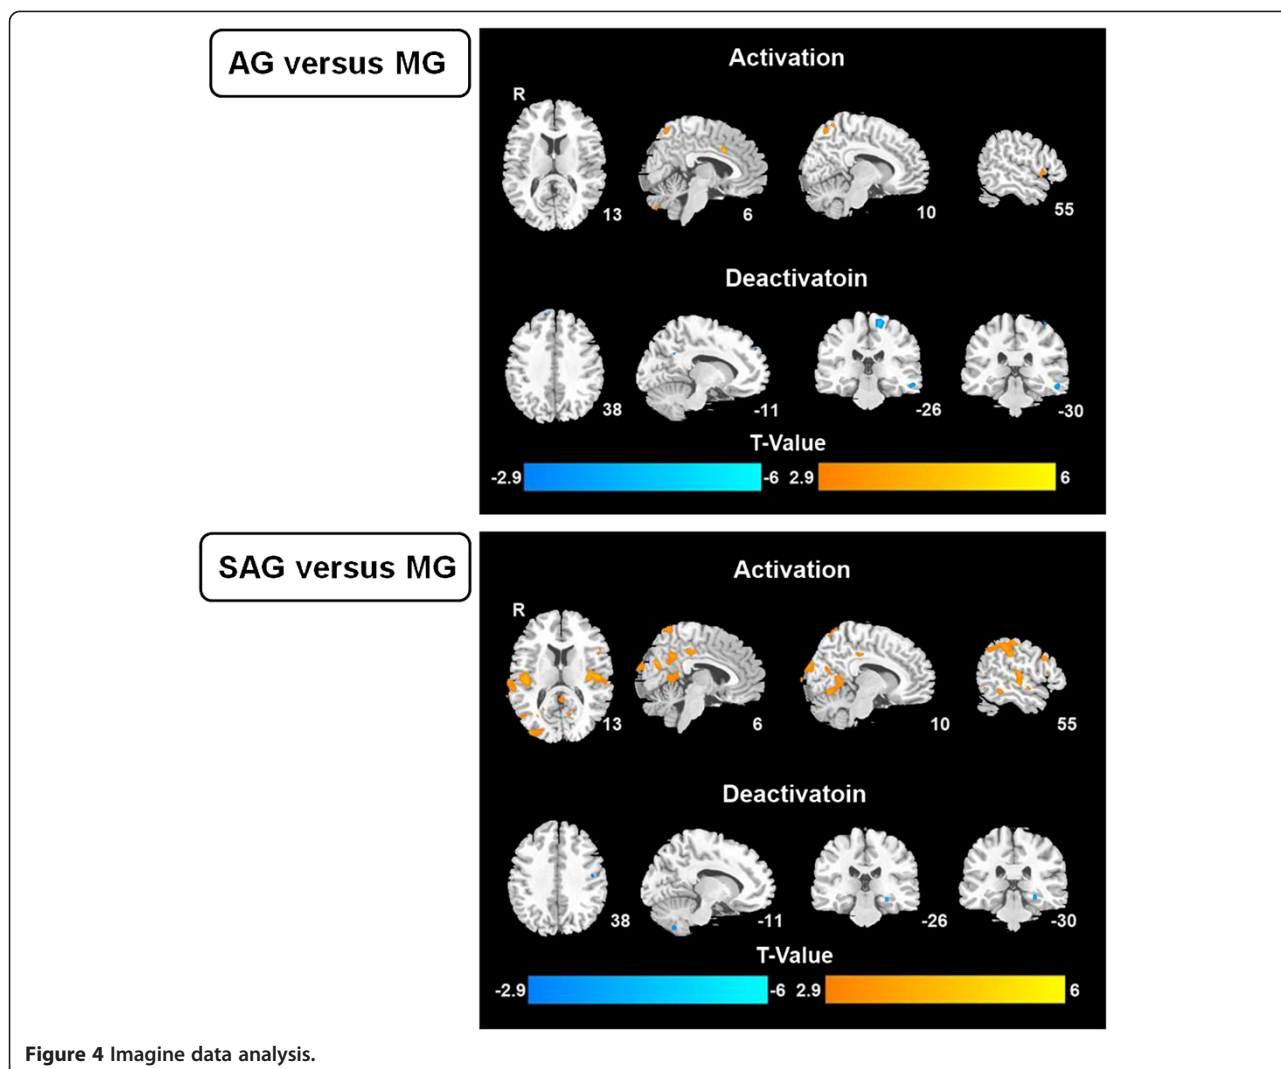 AG versus MG
Activation
R
13
6
10
55
Deactivatoin
38
-11
-26
-30
T-Value
-2.9
-6
2.9
6
SAG versus MG
Activation
R
13
6
10
55
Deactivatoin
38
-11
-26
-30
T-Value
-2.9
-6
2.9
6
Figure 4 Imagine data analysis.